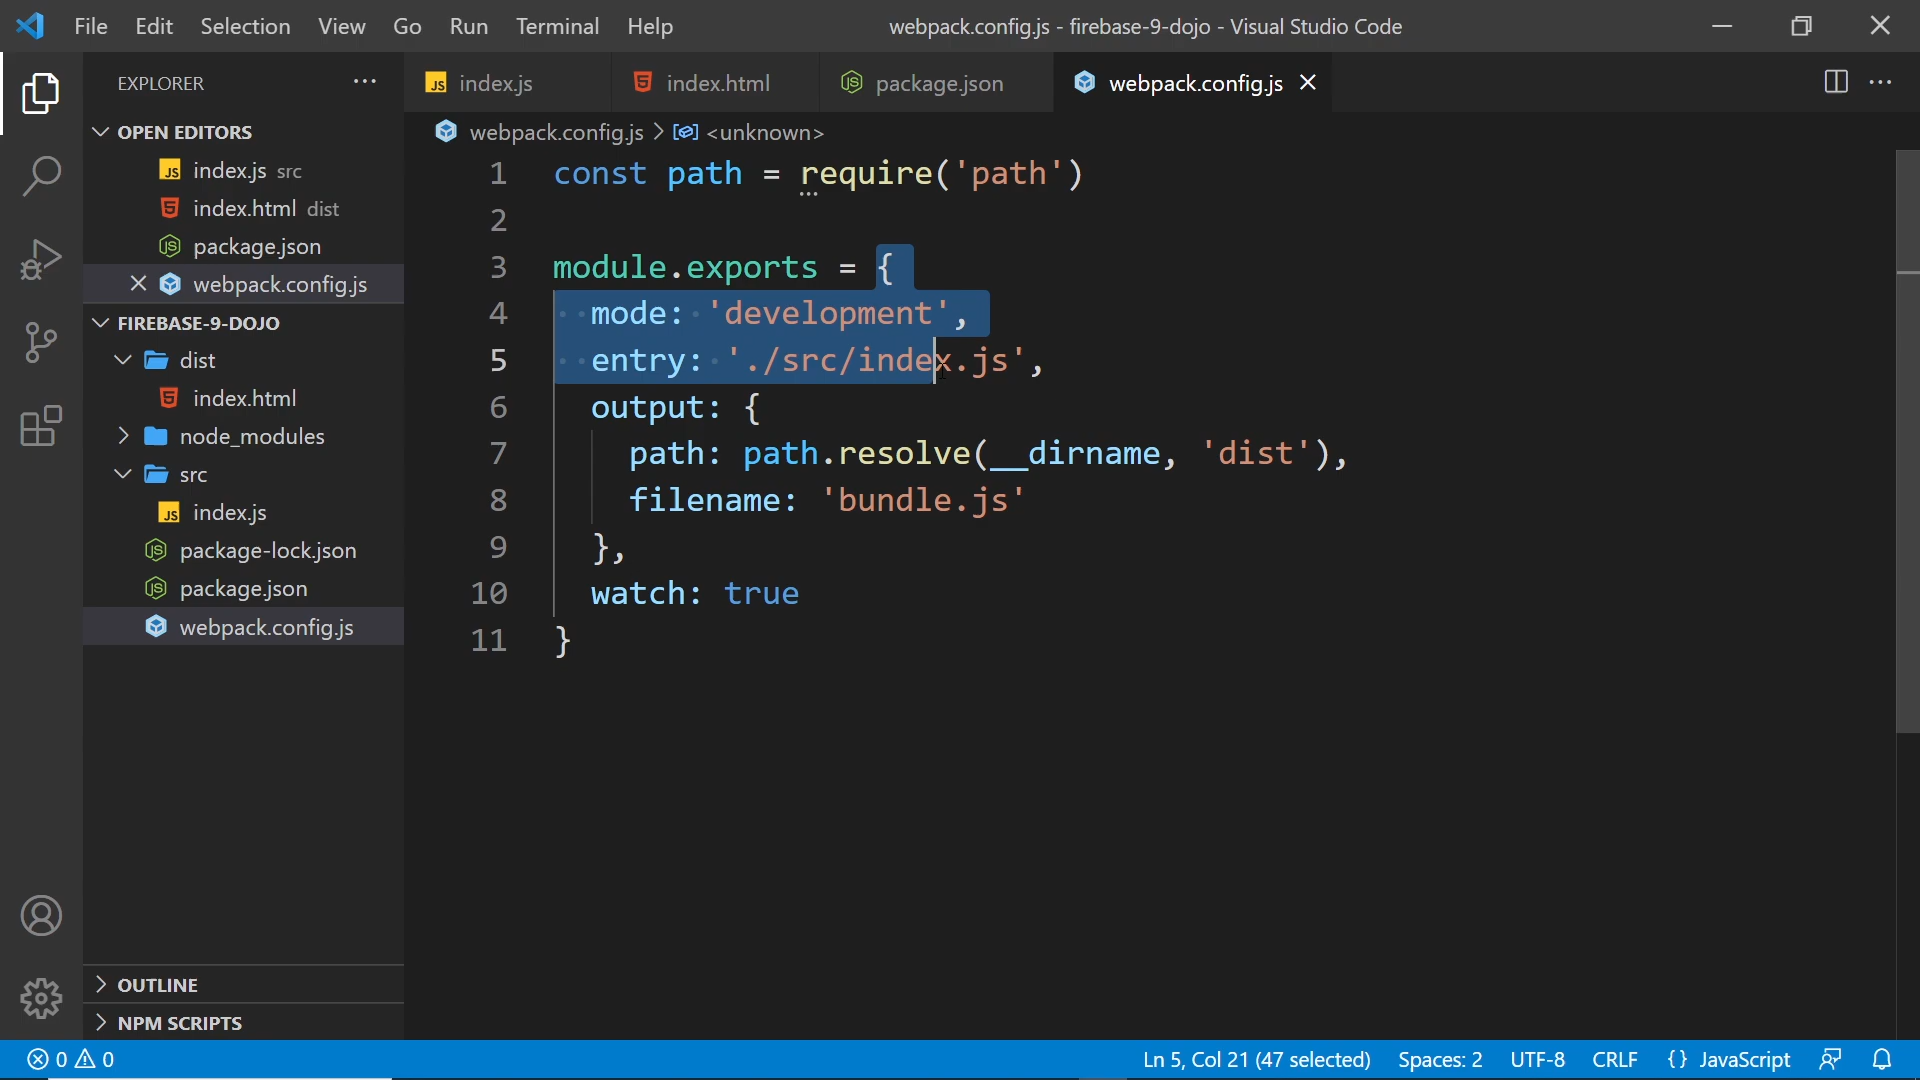 File Edit Selection View Go Run Terminal Help webpack.config.js - firebase-9-dojo - Visual Studio Code
EXPLORER
OPEN EDITORS
index.js src
index.html dist
package.json
webpack.config.js
FIREBASE-9-DOJO
dist
index.html
node_modules
src
index.js
package-lock.json
package.json
webpack.config.js
OUTLINE
NPM SCRIPTS
index.js index.html package.json webpack.config.js
webpack.config.js > <unknown>
1 const path = require('path')
2
3 module.exports = {
4 mode: 'development',
5 entry: './src/index.js',
6 output: {
7 path: path.resolve(__dirname, 'dist'),
8 filename: 'bundle.js'
9 },
10 watch: true
11 }
0 0 Ln 5, Col 21 (47 selected) Spaces: 2 UTF-8 CRLF {} JavaScript